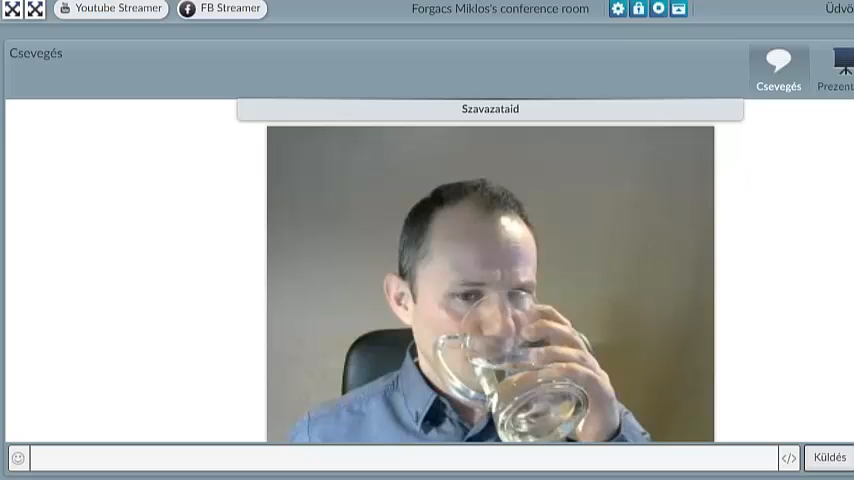 Youtube Streamer FB Streamer Forgacs Miklos's conference room
Csevegés
Csevegés
Szavazataid
</> Küldés